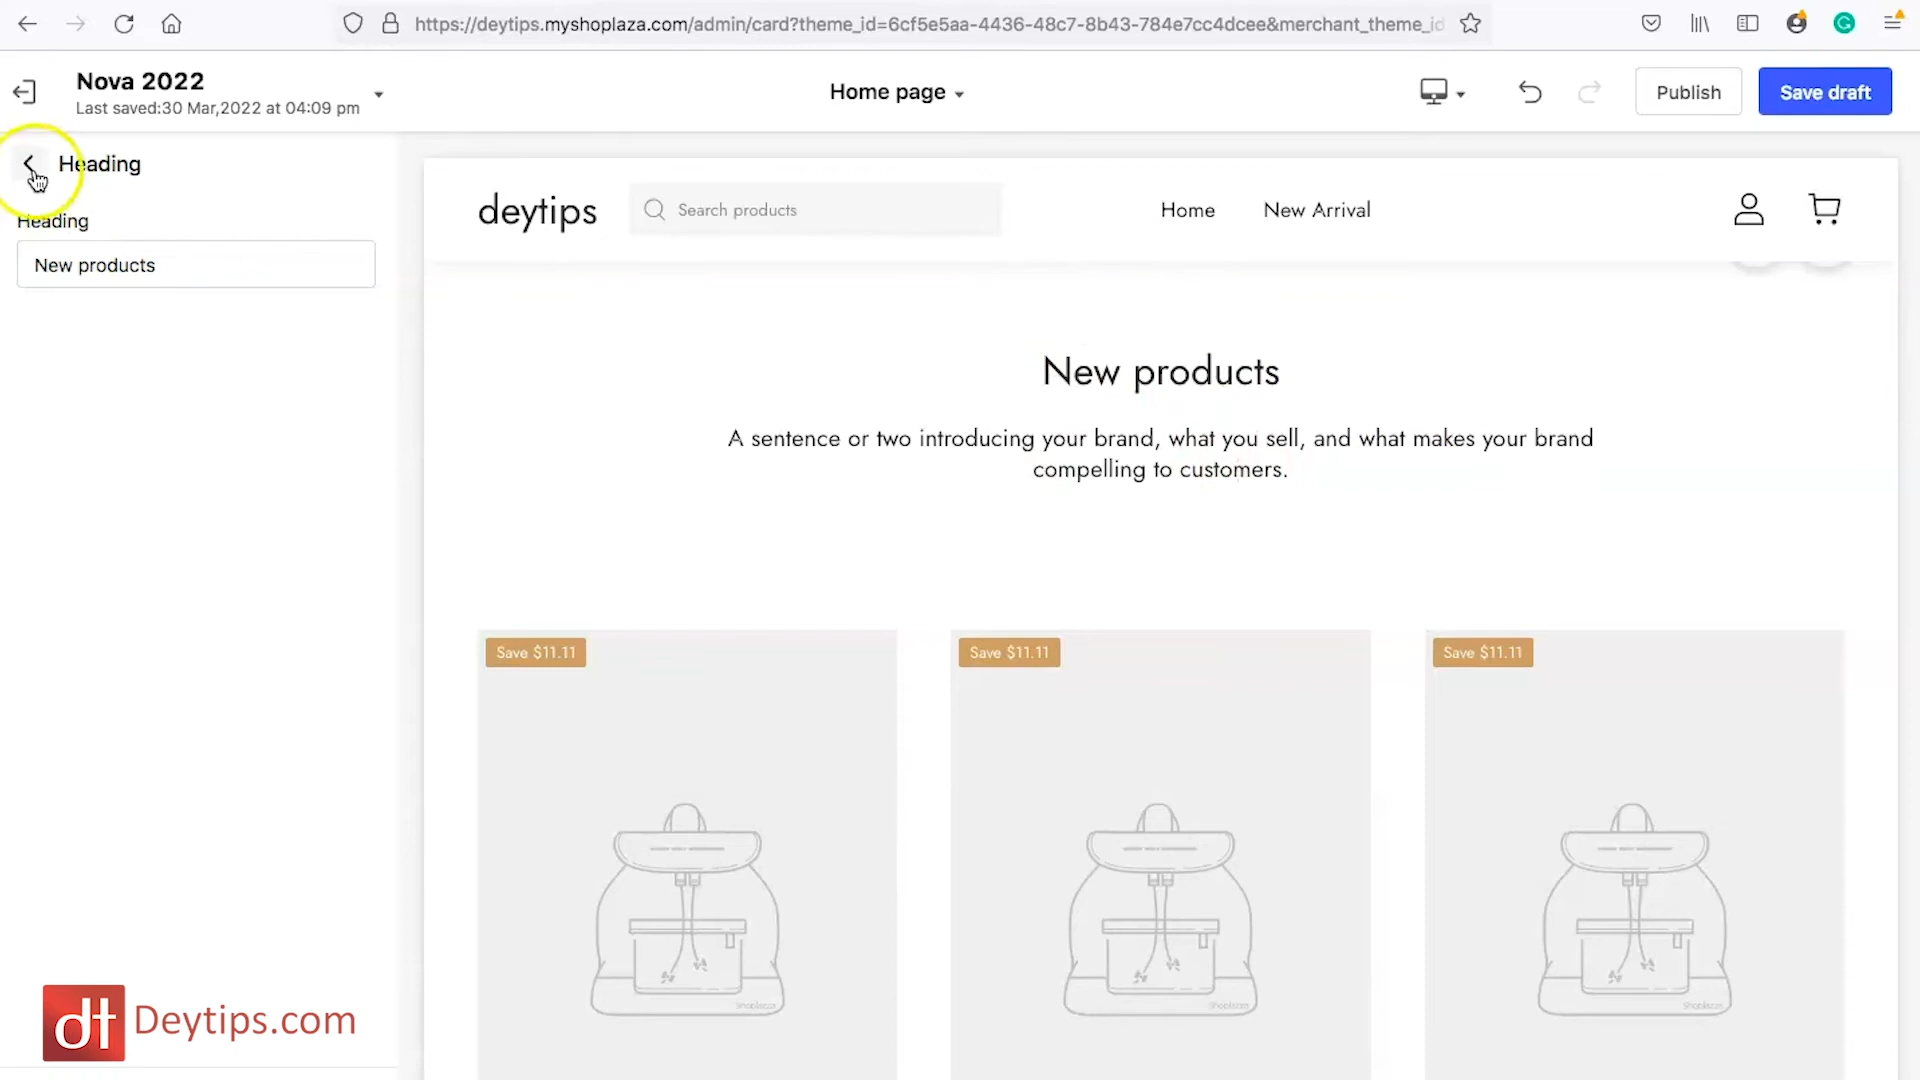 https://deytips.myshoplaza.com/admin/card?theme_id=6cf5e5aa-4436-48c7-8b43-784e7cc4dcee&merchant_theme_id
Nova 2022
Last saved:30 Mar,2022 at 04:09 pm
Home page
Publish
Save draft
Heading
Heading
New products
deytips
Search products
Home
New Arrival
New products
A sentence or two introducing your brand, what you sell, and what makes your brand
compelling to customers.
Save $11.11
Save $11.11
Save $11.11
Shoplazza
Shoplazza
Shoplazza
dt Deytips.com